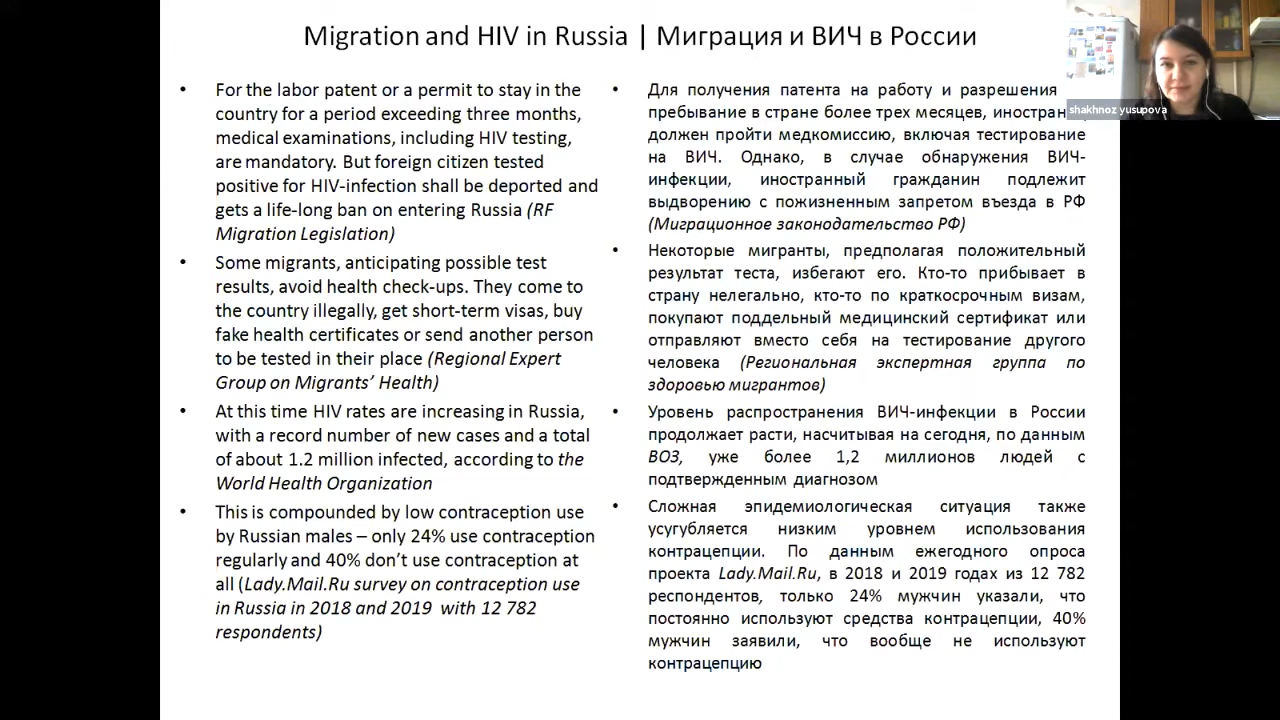 Migration and HIV in Russia | Миграция и ВИЧ в России
shakhnoz yusupova
For the labor patent or a permit to stay in the
country for a period exceeding three months,
medical examinations, including HIV testing,
are mandatory. But foreign citizen tested
positive for HIV-infection shall be deported and
gets a life-long ban on entering Russia (RF
Migration Legislation)
Some migrants, anticipating possible test
results, avoid health check-ups. They come to
the country illegally, get short-term visas, buy
fake health certificates or send another person
to be tested in their place (Regional Expert
Group on Migrants’ Health)
At this time HIV rates are increasing in Russia,
with a record number of new cases and a total
of about 1.2 million infected, according to the
World Health Organization
This is compounded by low contraception use
by Russian males – only 24% use contraception
regularly and 40% don’t use contraception at
all (Lady.Mail.Ru survey on contraception use
in Russia in 2018 and 2019 with 12 782
respondents)
Для получения патента на работу и разрешения
пребывание в стране более трех месяцев,
должен пройти медкомиссию, включая тестирование
на ВИЧ. Однако, в случае обнаружения ВИЧ-
инфекции, иностранный гражданин подлежит
выдворению с пожизненным запретом въезда в РФ
(Миграционное законодательство РФ)
Некоторые мигранты, предполагая положительный
результат теста, избегают его. Кто-то прибывает в
страну нелегально, кто-то по краткосрочным визам,
покупают поддельный медицинский сертификат или
отправляют вместо себя на тестирование другого
человека (Региональная экспертная группа по
здоровью мигрантов)
Уровень распространения ВИЧ-инфекции в России
продолжает расти, насчитывая на сегодня, по данным
ВОЗ, уже более 1,2 миллионов людей с
подтвержденным диагнозом
Сложная эпидемиологическая ситуация также
усугубляется низким уровнем использования
контрацепции. По данным ежегодного опроса
проекта Lady.Mail.Ru, в 2018 и 2019 годах из 12 782
респондентов, только 24% мужчин указали, что
постоянно используют средства контрацепции, 40%
мужчин заявили, что вообще не используют
контрацепцию